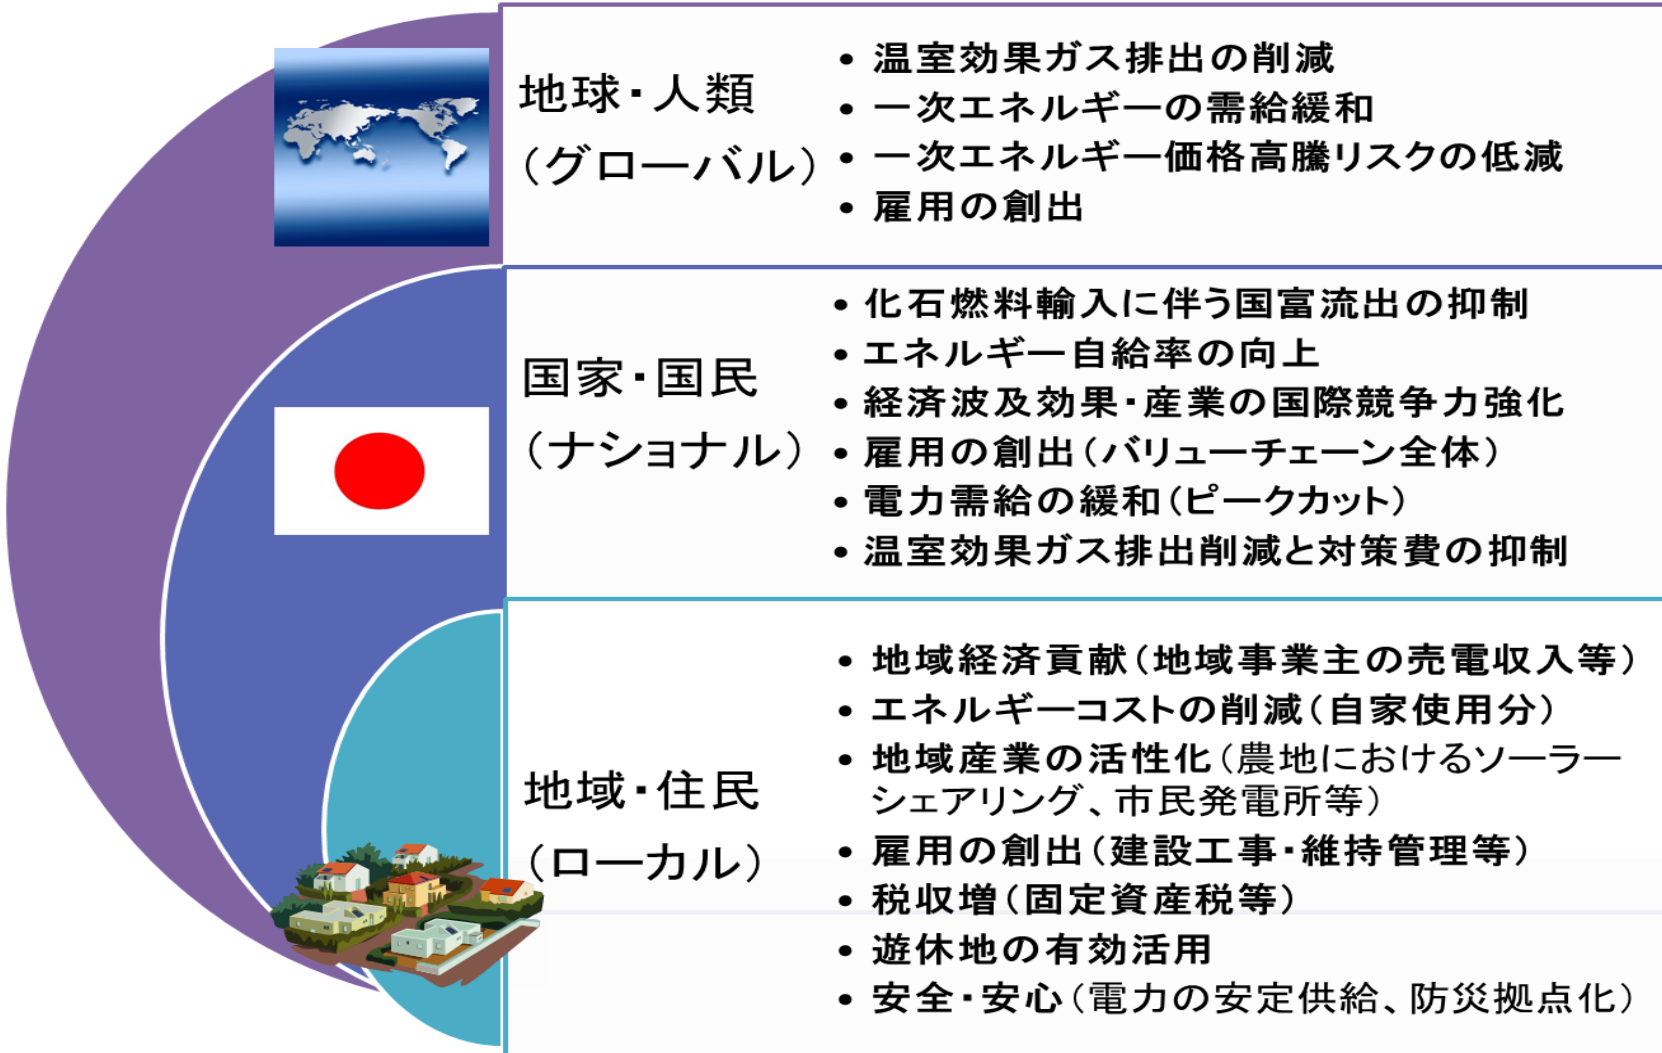 地球・人類
(グローバル)
• 温室効果ガス排出の削減
• 一次エネルギーの需給緩和
• 一次エネルギー価格高騰リスクの低減
• 雇用の創出
国家・国民
(ナショナル)
• 化石燃料輸入に伴う国富流出の抑制
• エネルギー自給率の向上
• 経済波及効果・産業の国際競争力強化
• 雇用の創出(バリューチェーン全体)
• 電力需給の緩和(ピークカット)
• 温室効果ガス排出削減と対策費の抑制
地域・住民
(ローカル)
• 地域経済貢献(地域事業主の売電収入等)
• エネルギーコストの削減(自家使用分)
• 地域産業の活性化(農地におけるソーラー
シェアリング、市民発電所等)
• 雇用の創出(建設工事・維持管理等)
• 税収増(固定資産税等)
• 遊休地の有効活用
• 安全・安心(電力の安定供給、防災拠点化)